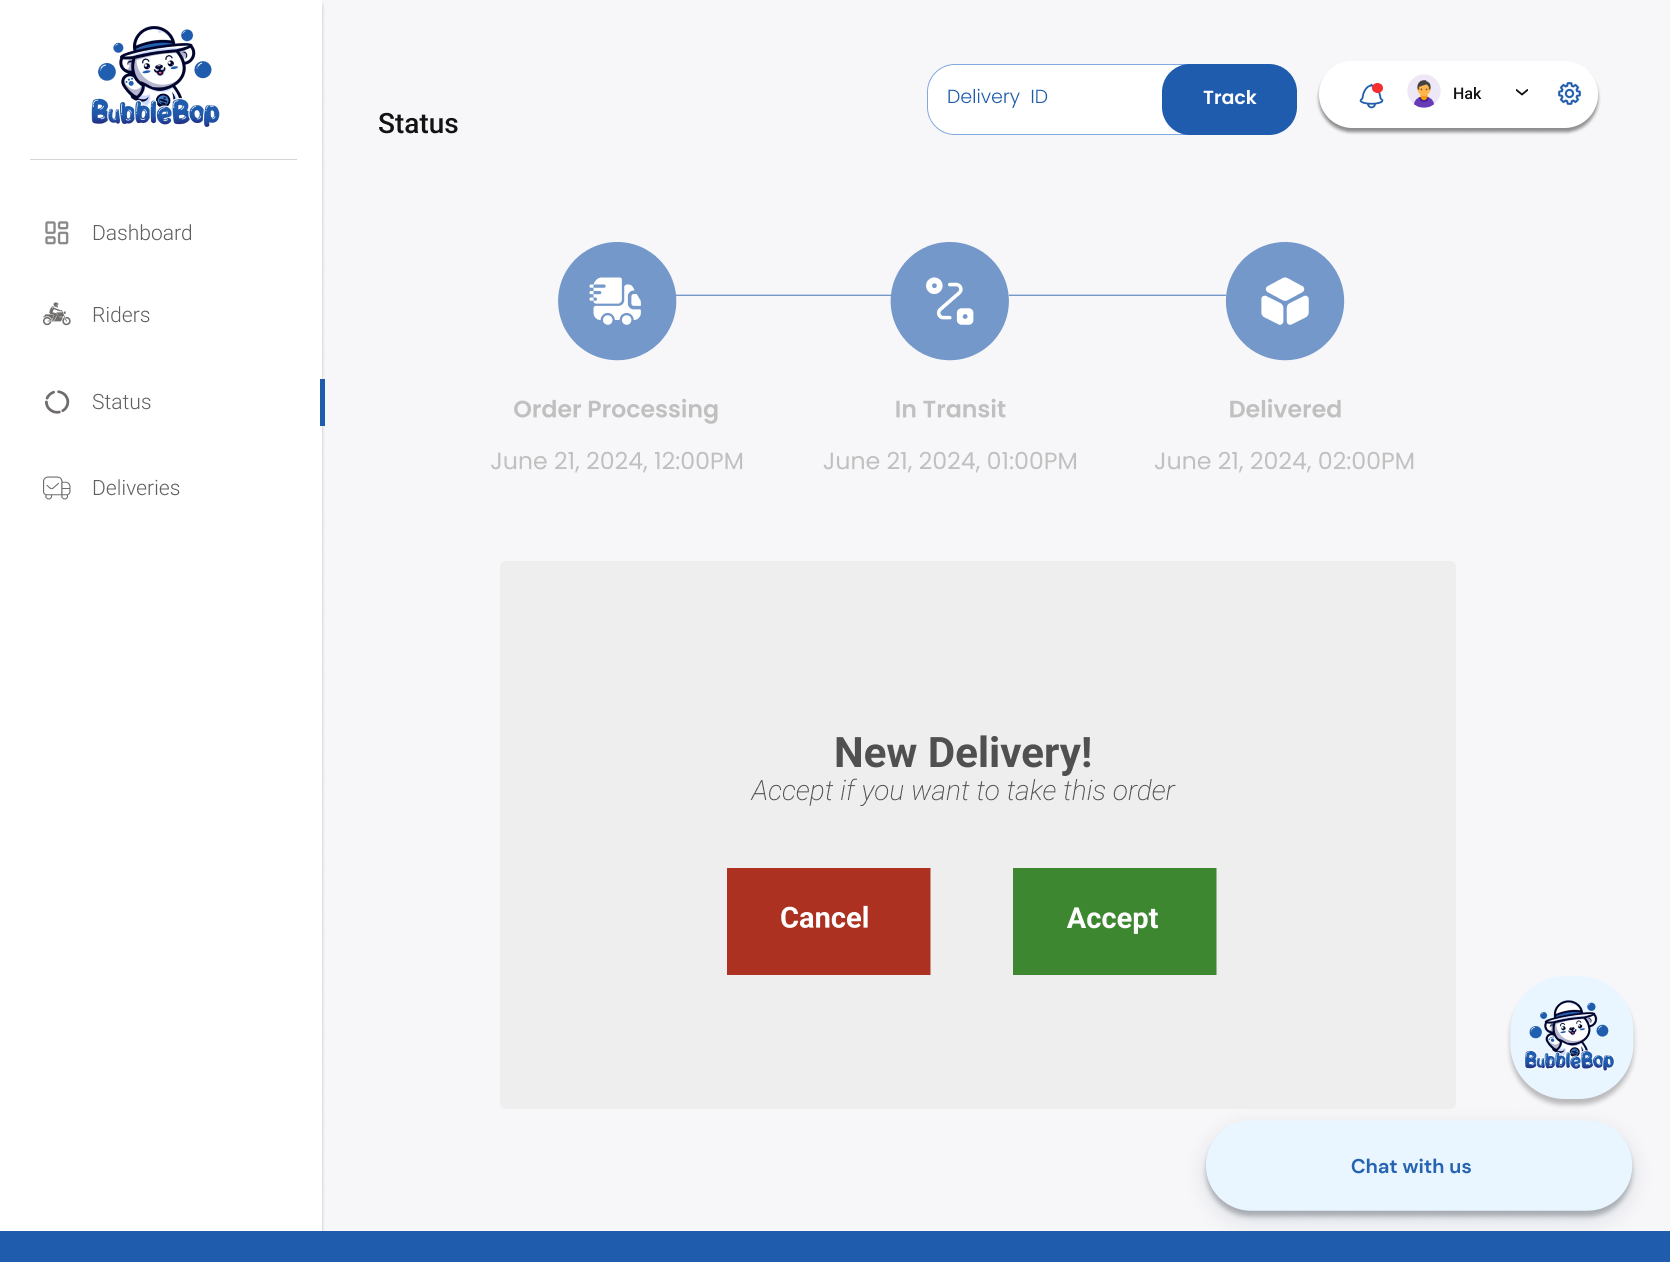 BubbleBop
Dashboard
Riders
Status
Deliveries
Status
Delivery ID
Track
Hak
Order Processing
In Transit
Delivered
June 21, 2024, 12:00PM
June 21, 2024, 01:00PM
June 21, 2024, 02:00PM
New Delivery!
Accept if you want to take this order
Cancel
Accept
BubbleBop
Chat with us